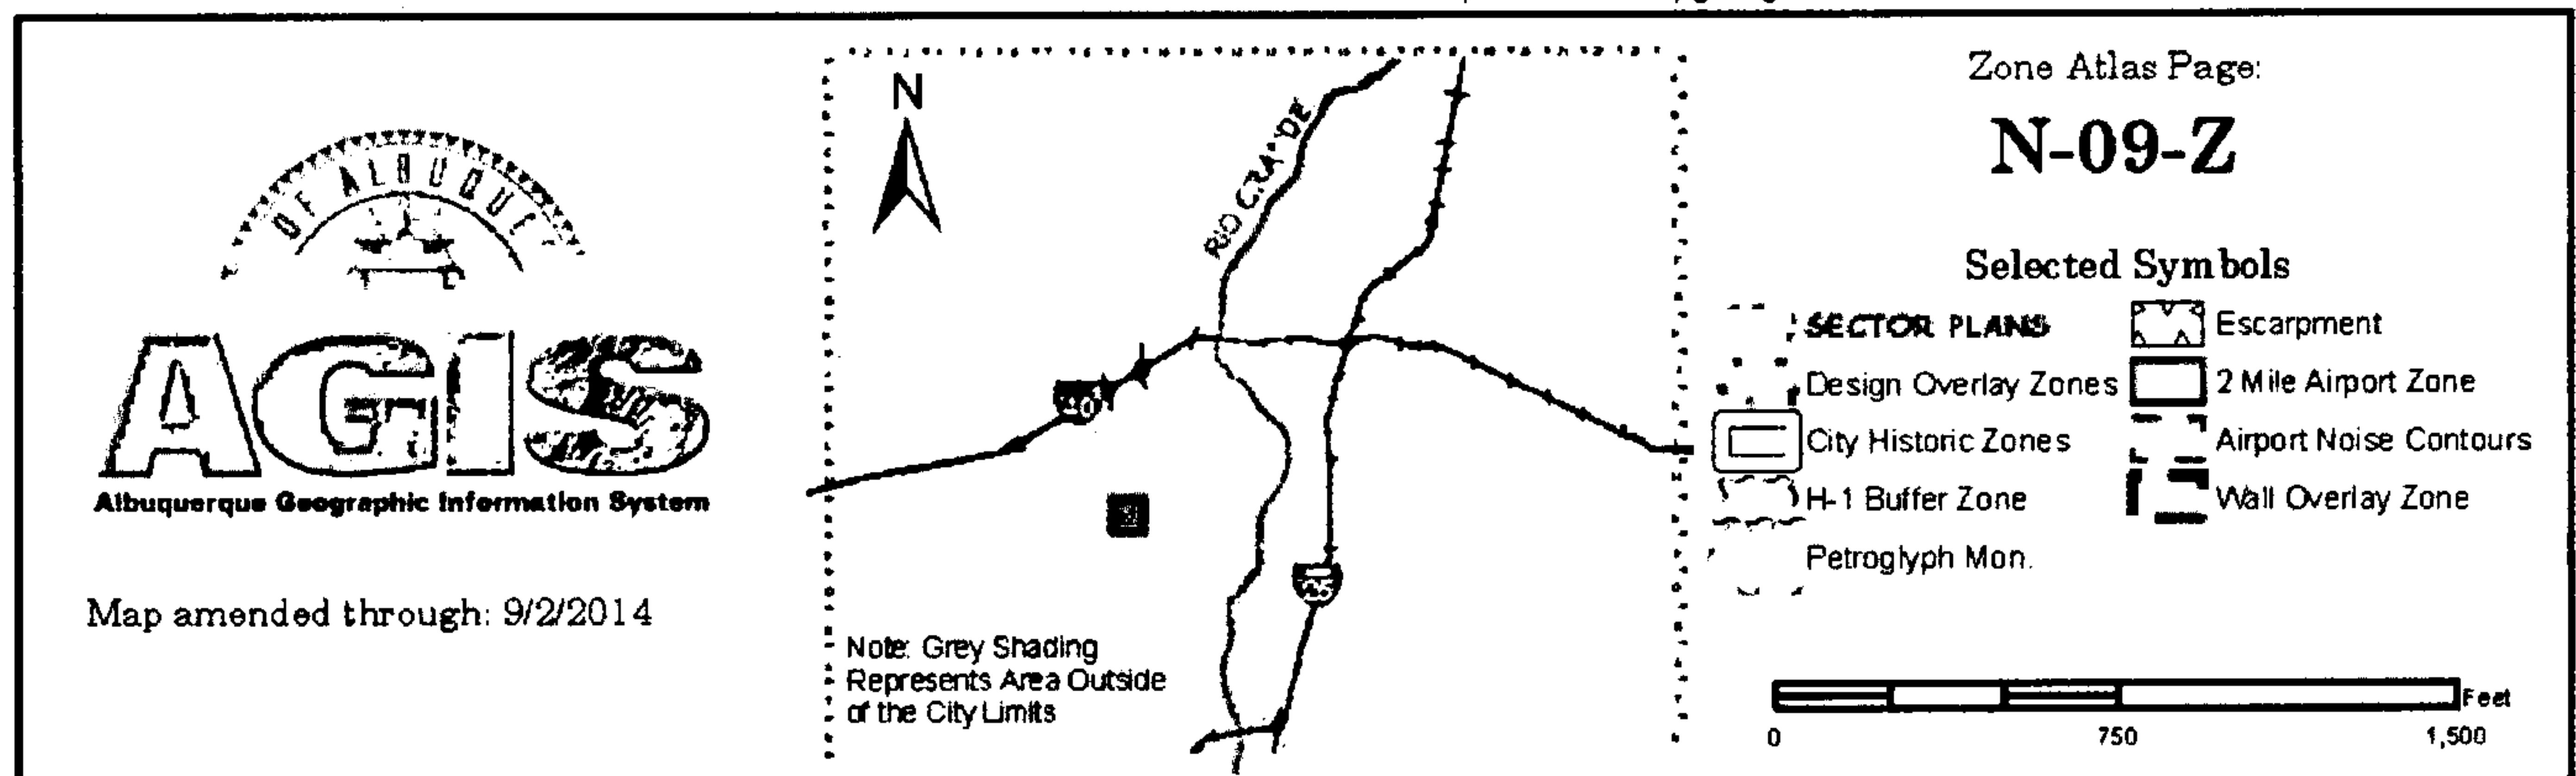 OF ALBUQUE
AGIS
Albuquerque Geographic Information System
Map amended through: 9/2/2014
N
RIO GRANDE
40
25
Note: Grey Shading
Represents Area Outside
of the City Limits
Zone Atlas Page:
N-09-Z
Selected Symbols
SECTOR PLANS
Design Overlay Zones
City Historic Zones
H-1 Buffer Zone
Petroglyph Mon.
Escarpment
2 Mile Airport Zone
Airport Noise Contours
Wall Overlay Zone
Feet
0 750 1,500